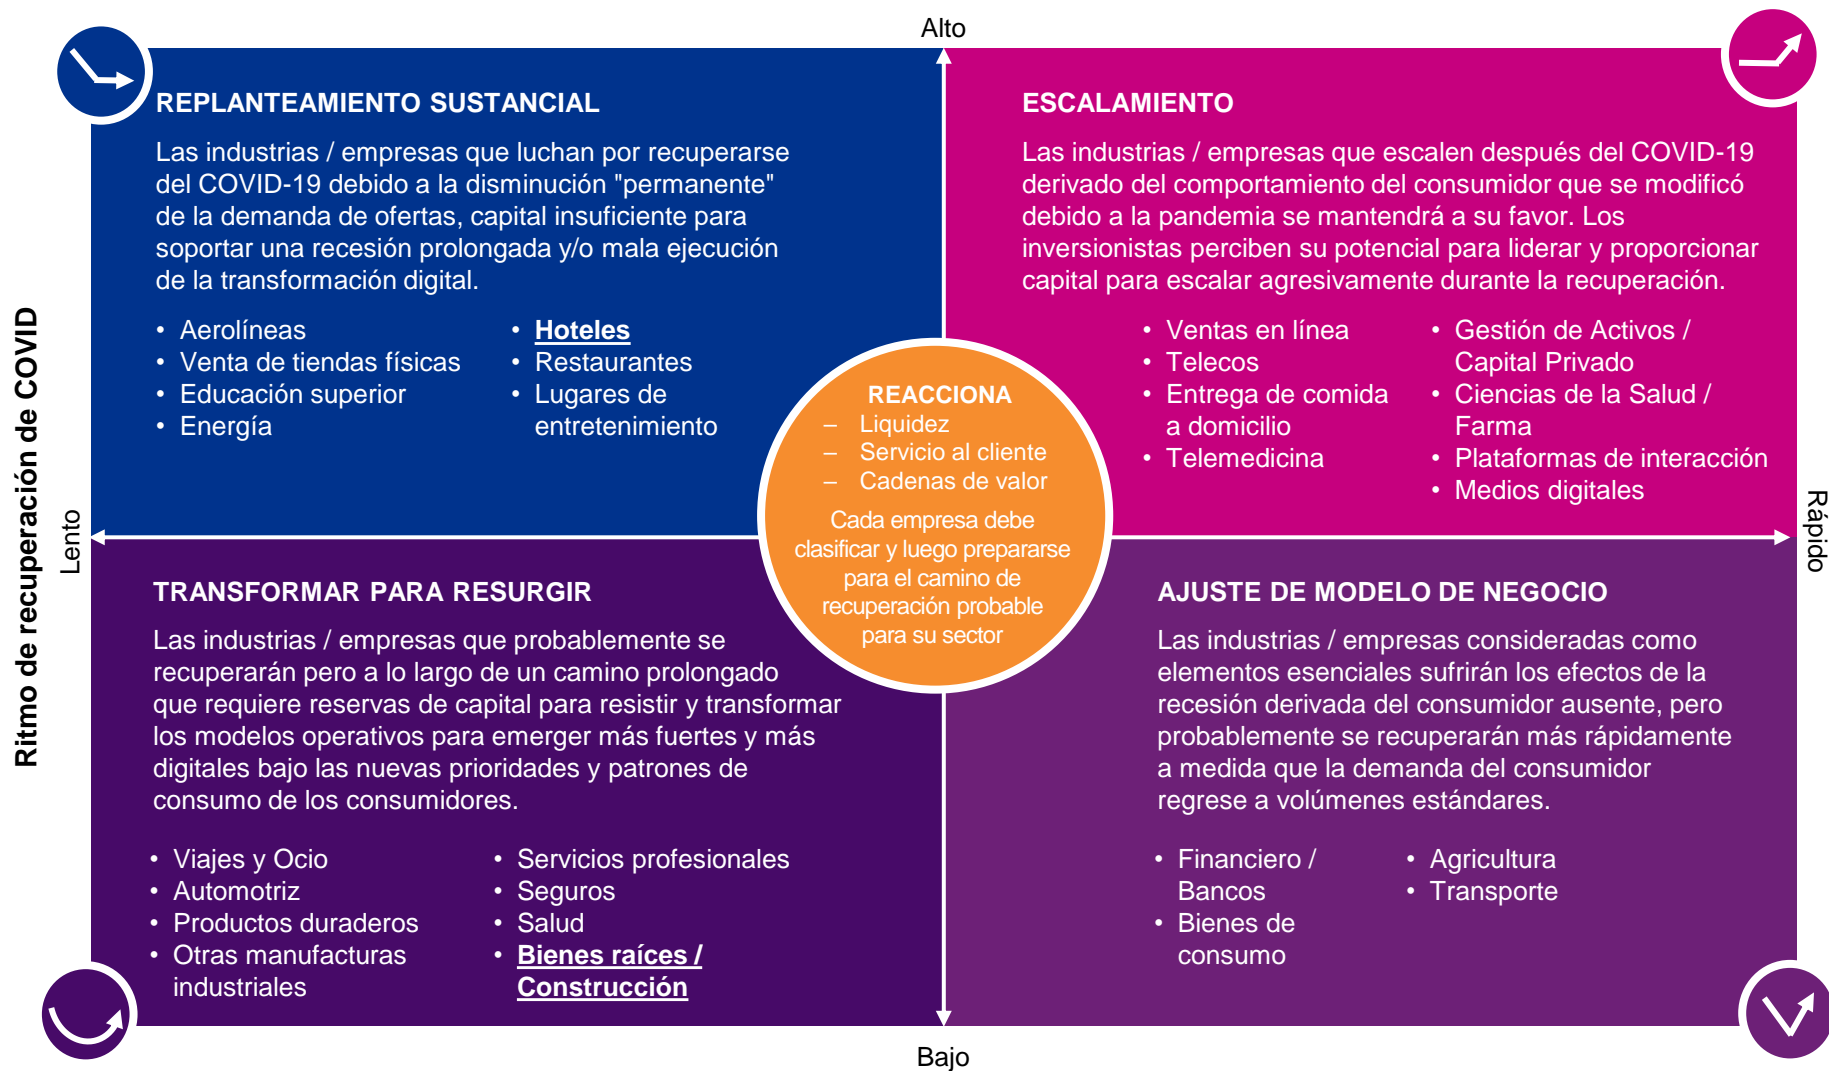 Alto
REPLANTEAMIENTO SUSTANCIAL
Las industrias / empresas que luchan por recuperarse
del COVID-19 debido a la disminución "permanente"
de la demanda de ofertas, capital insuficiente para
soportar una recesión prolongada y/o mala ejecución
de la transformación digital.
• Aerolíneas
• Venta de tiendas físicas
• Educación superior
• Energía
• Hoteles
• Restaurantes
• Lugares de
entretenimiento
ESCALAMIENTO
Las industrias / empresas que escalen después del COVID-19
derivado del comportamiento del consumidor que se modificó
debido a la pandemia se mantendrá a su favor. Los
inversionistas perciben su potencial para liderar y proporcionar
capital para escalar agresivamente durante la recuperación.
• Ventas en línea
• Telecos
• Entrega de comida
a domicilio
• Telemedicina
• Gestión de Activos /
Capital Privado
• Ciencias de la Salud /
Farma
• Plataformas de interacción
• Medios digitales
REACCIONA
– Liquidez
– Servicio al cliente
– Cadenas de valor
Cada empresa debe
clasificar y luego prepararse
para el camino de
recuperación probable
para su sector
Ritmo de recuperación de COVID
Lento
Rápido
TRANSFORMAR PARA RESURGIR
Las industrias / empresas que probablemente se
recuperarán pero a lo largo de un camino prolongado
que requiere reservas de capital para resistir y transformar
los modelos operativos para emerger más fuertes y más
digitales bajo las nuevas prioridades y patrones de
consumo de los consumidores.
• Viajes y Ocio
• Automotriz
• Productos duraderos
• Otras manufacturas
industriales
• Servicios profesionales
• Seguros
• Salud
• Bienes raíces /
Construcción
AJUSTE DE MODELO DE NEGOCIO
Las industrias / empresas consideradas como
elementos esenciales sufrirán los efectos de la
recesión derivada del consumidor ausente, pero
probablemente se recuperarán más rápidamente
a medida que la demanda del consumidor
regrese a volúmenes estándares.
• Financiero /
Bancos
• Bienes de
consumo
• Agricultura
• Transporte
Bajo